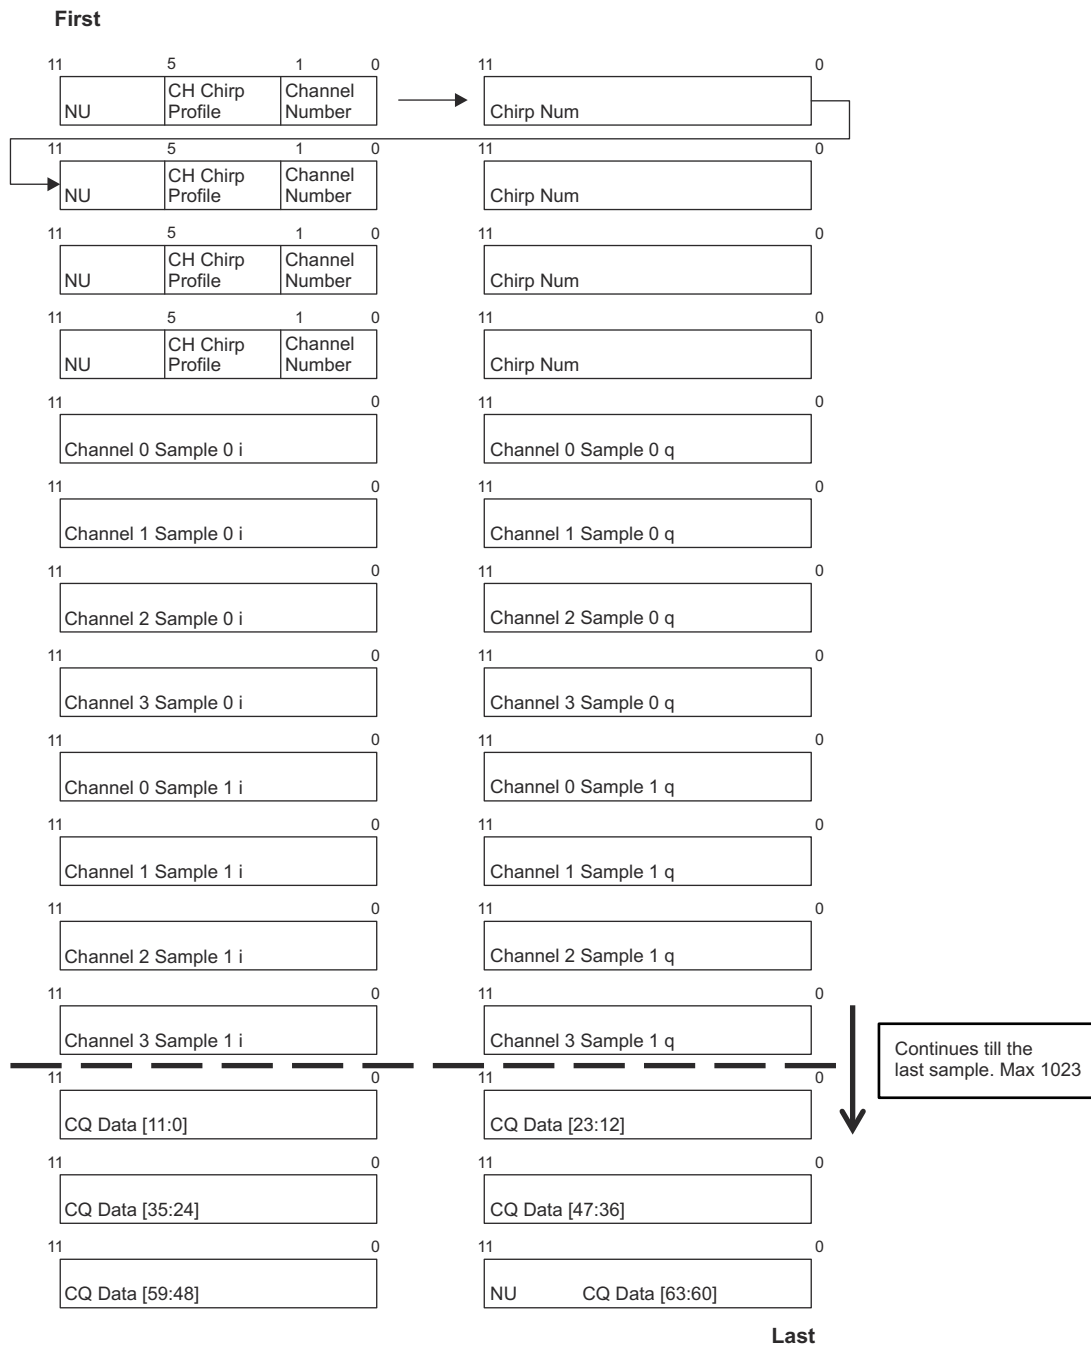 First
11 5 1 0 11 0
NU CH Chirp Profile Channel Number Chirp Num
11 5 1 0 11 0
NU CH Chirp Profile Channel Number Chirp Num
11 5 1 0 11 0
NU CH Chirp Profile Channel Number Chirp Num
11 5 1 0 11 0
NU CH Chirp Profile Channel Number Chirp Num
11 0 11 0
Channel 0 Sample 0 i Channel 0 Sample 0 q
11 0 11 0
Channel 1 Sample 0 i Channel 1 Sample 0 q
11 0 11 0
Channel 2 Sample 0 i Channel 2 Sample 0 q
11 0 11 0
Channel 3 Sample 0 i Channel 3 Sample 0 q
11 0 11 0
Channel 0 Sample 1 i Channel 0 Sample 1 q
11 0 11 0
Channel 1 Sample 1 i Channel 1 Sample 1 q
11 0 11 0
Channel 2 Sample 1 i Channel 2 Sample 1 q
11 0 11 0
Channel 3 Sample 1 i Channel 3 Sample 1 q
Continues till the
last sample. Max 1023
11 0 11 0
CQ Data [11:0] CQ Data [23:12]
11 0 11 0
CQ Data [35:24] CQ Data [47:36]
11 0 11 0
CQ Data [59:48] NU CQ Data [63:60]
Last